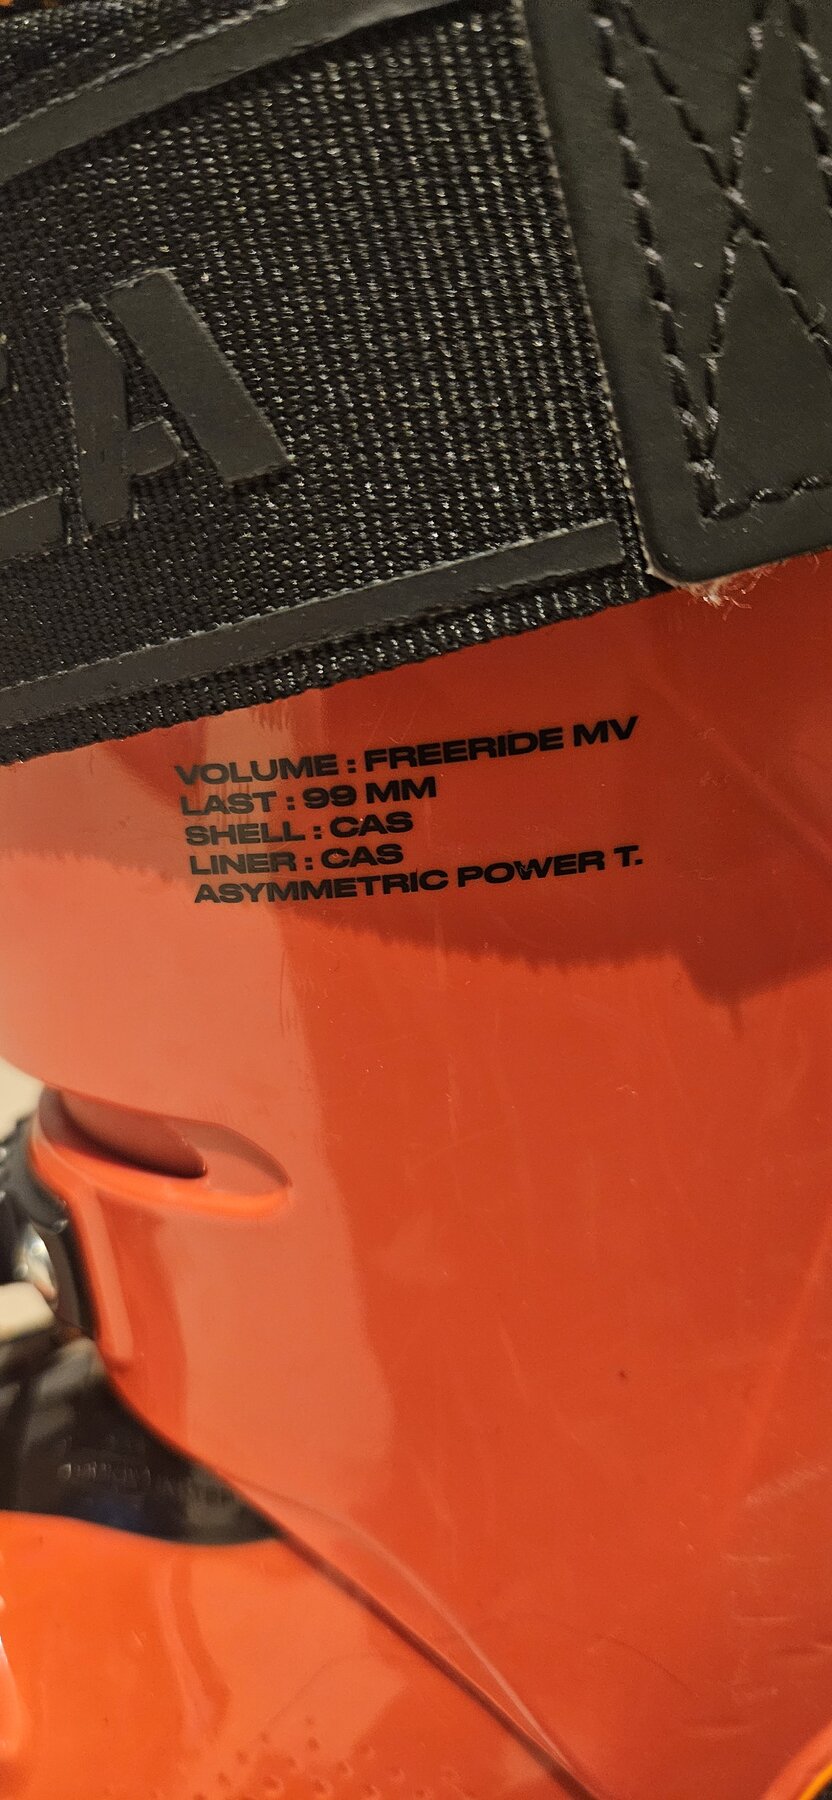 VOLUME : FREERIDE MV
LAST : 99 MM
SHELL : CAS
LINER : CAS
ASYMMETRIC POWER T.